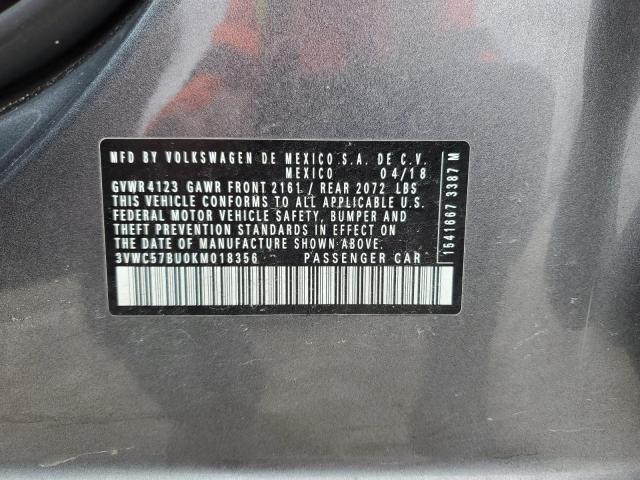 MFD BY VOLKSWAGEN DE MEXICO S.A. DE C.V.
MEXICO 04/18
GVWR4123 GAWR FRONT 2161 / REAR 2072 LBS
THIS VEHICLE CONFORMS TO ALL APPLICABLE U.S.
FEDERAL MOTOR VEHICLE SAFETY, BUMPER AND
THEFT PREVENTION STANDARDS IN EFFECT ON
THE DATE OF MANUFACTURE SHOWN ABOVE.
3VWC57BU0KM018356 PASSENGER CAR
1541667 3387 M